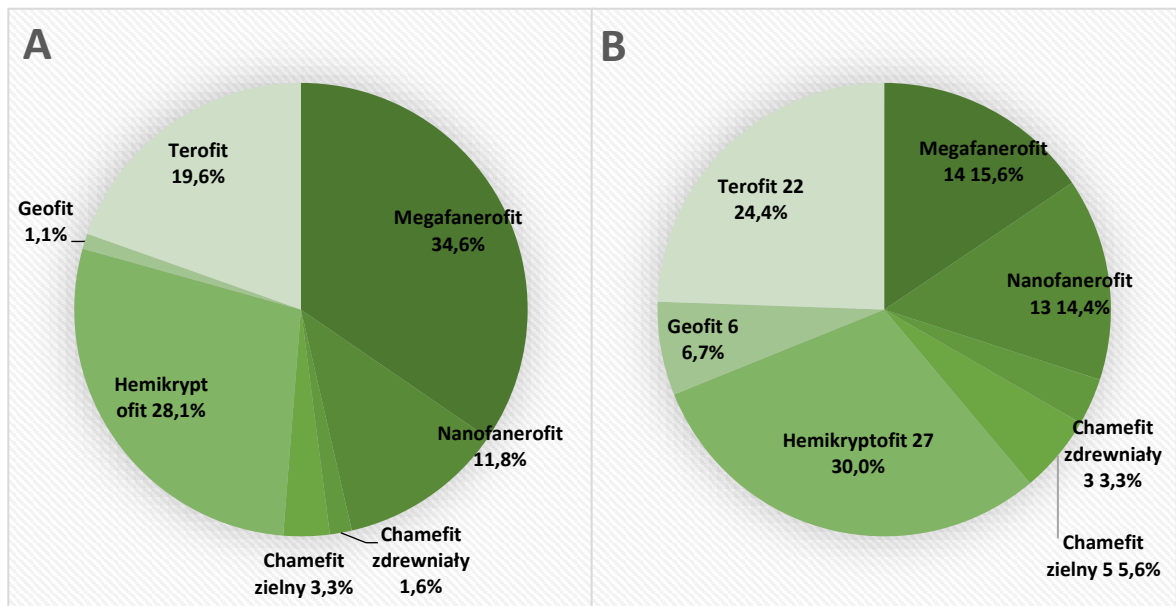 A
Terofit
19,6%
Geofit
1,1%
Megafanerofit
34,6%
Hemikrypt
ofit 28,1%
Nanofanerofit
11,8%
Chamefit
zielny 3,3%
Chamefit
zdrewniały
1,6%
B
Megafanerofit
14 15,6%
Terofit 22
24,4%
Nanofanerofit
13 14,4%
Geofit 6
6,7%
Hemikryptofit 27
30,0%
Chamefit
zdrewniały
3 3,3%
Chamefit
zielny 5 5,6%